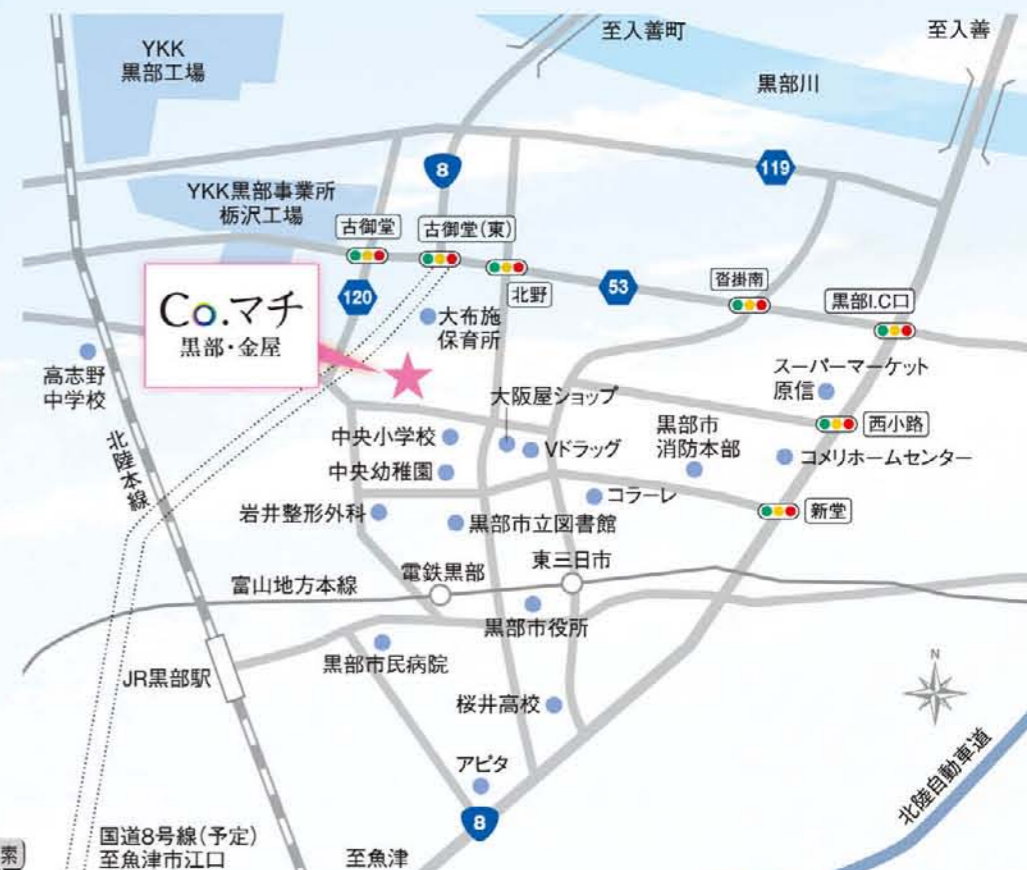 YKK
黒部工場
至入善町
至入善
黒部川
8
119
YKK黒部事業所
栃沢工場
古御堂
古御堂(東)
北野
120
53
沓掛南
黒部I.C口
Co.マチ
黒部・金屋
大布施
保育所
高志野
中学校
スーパーマーケット
原信
大阪屋ショップ
西小路
中央小学校
Vドラッグ
黒部市
消防本部
コメリホームセンター
中央幼稚園
コラーレ
新堂
岩井整形外科
黒部市立図書館
北陸本線
東三日市
電鉄黒部
富山地方本線
黒部市役所
黒部市民病院
JR黒部駅
N
桜井高校
アピタ
8
北陸自動車道
国道8号線(予定)
至魚津市江口
至魚津
索